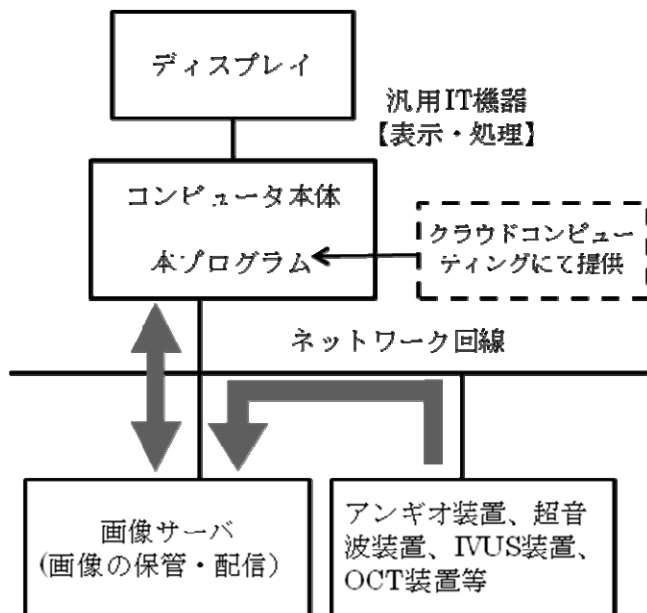 ディスプレイ
汎用IT機器
【表示・処理】
コンピュータ本体
本プログラム
クラウドコンピュー
ティングにて提供
ネットワーク回線
画像サーバ
(画像の保管・配信)
アンギオ装置、超音
波装置、IVUS装置、
OCT装置等